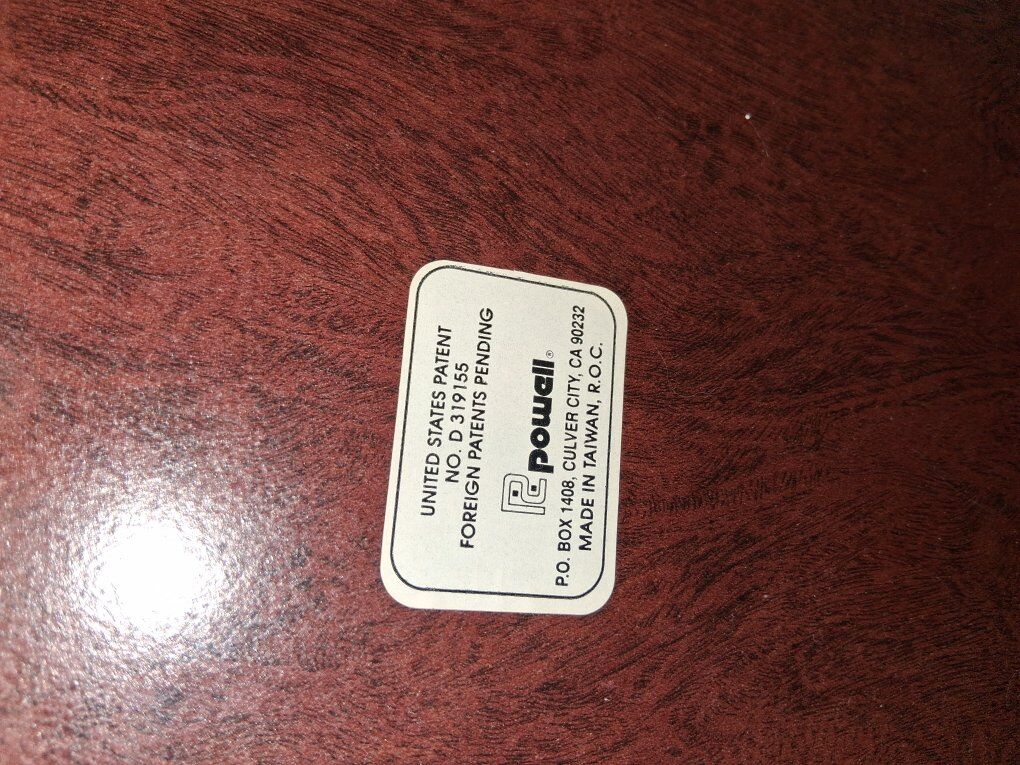 UNITED STATES PATENT
NO. D 319155
FOREIGN PATENTS PENDING
powell®
P.O. BOX 1408, CULVER CITY, CA 90232
MADE IN TAIWAN, R.O.C.